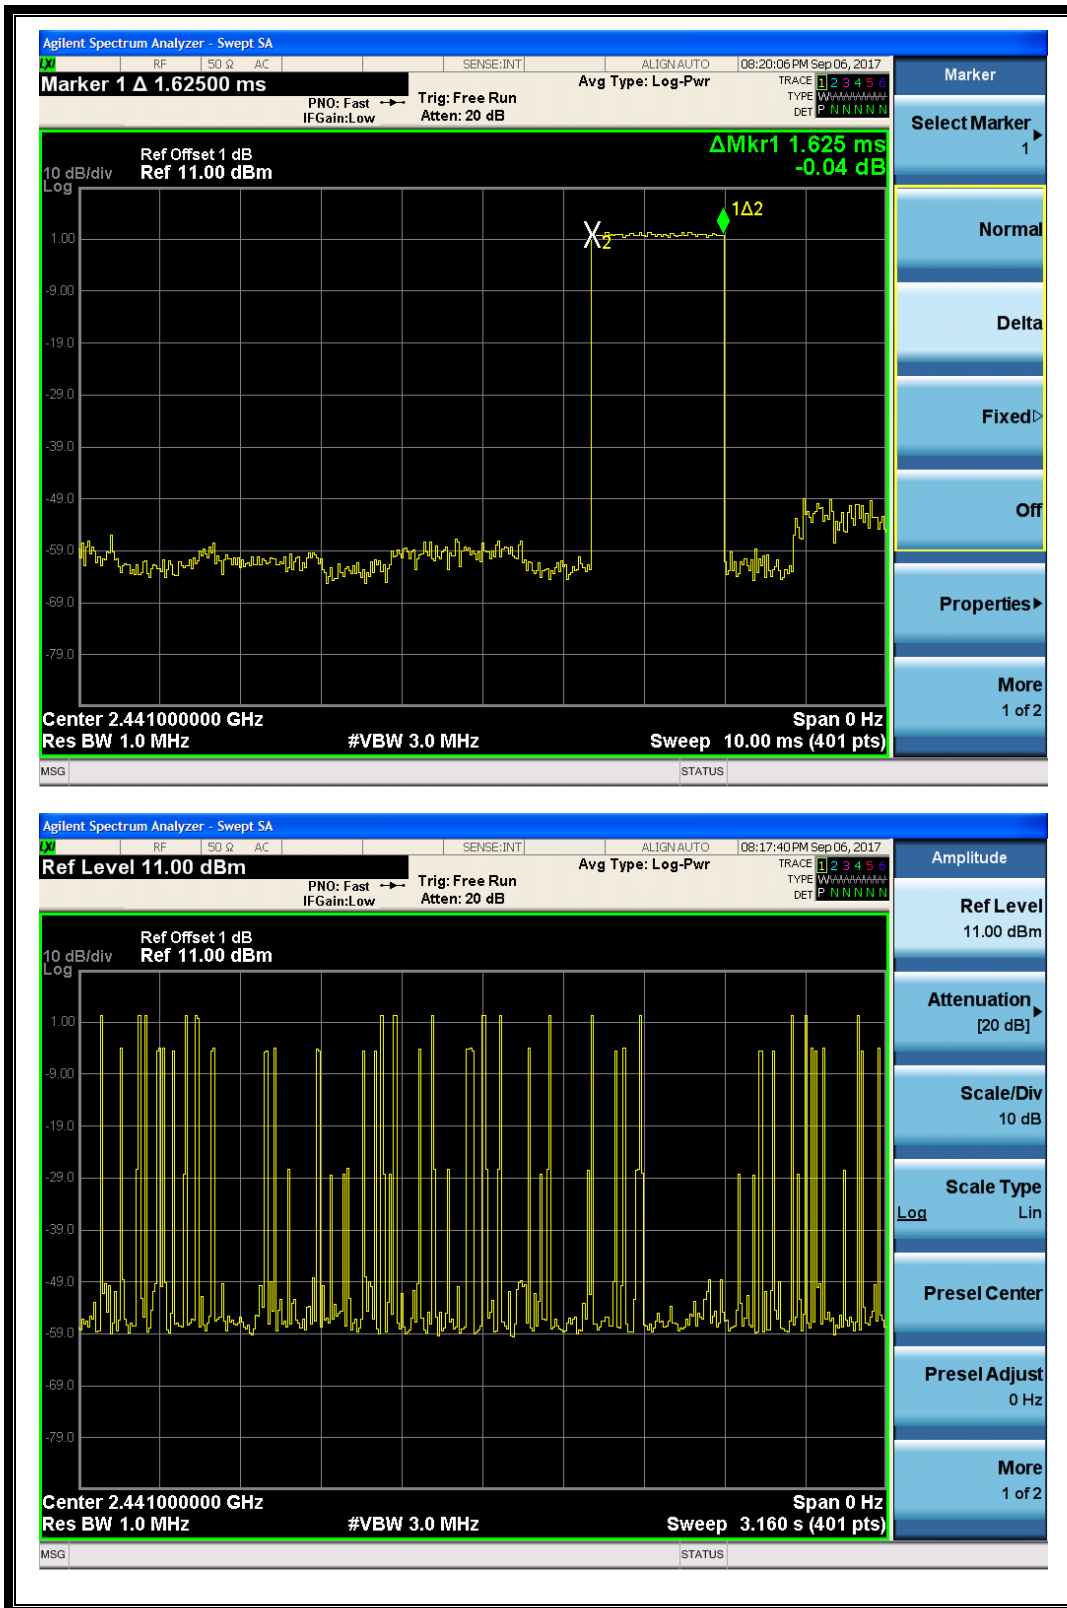 Agilent Spectrum Analyzer - Swept SA
LXI RF 50 Ω AC SENSE:INT ALIGN AUTO 08:20:06 PM Sep 06, 2017
Marker 1 Δ 1.62500 ms
PNO: Fast
IFGain:Low
Trig: Free Run
Atten: 20 dB
Avg Type: Log-Pwr
TRACE 1 2 3 4 5 6
TYPE
DET P N N N N N
Marker
Select Marker
1
Normal
Delta
Fixed
Off
Properties
More
1 of 2
ΔMkr1 1.625 ms
-0.04 dB
Ref Offset 1 dB
10 dB/div Ref 11.00 dBm
Log
1Δ2
2
1.00
-9.00
-19.0
-29.0
-39.0
-49.0
-59.0
-69.0
-79.0
Center 2.441000000 GHz Span 0 Hz
Res BW 1.0 MHz #VBW 3.0 MHz Sweep 10.00 ms (401 pts)
MSG STATUS
Agilent Spectrum Analyzer - Swept SA
LXI RF 50 Ω AC SENSE:INT ALIGN AUTO 08:17:40 PM Sep 06, 2017
Ref Level 11.00 dBm
PNO: Fast
IFGain:Low
Trig: Free Run
Atten: 20 dB
Avg Type: Log-Pwr
TRACE 1 2 3 4 5 6
TYPE
DET P N N N N N
Amplitude
Ref Level
11.00 dBm
Attenuation
[20 dB]
Scale/Div
10 dB
Scale Type
Log Lin
Presel Center
Presel Adjust
0 Hz
More
1 of 2
Ref Offset 1 dB
10 dB/div Ref 11.00 dBm
Log
1.00
-9.00
-19.0
-29.0
-39.0
-49.0
-59.0
-69.0
-79.0
Center 2.441000000 GHz Span 0 Hz
Res BW 1.0 MHz #VBW 3.0 MHz Sweep 3.160 s (401 pts)
MSG STATUS